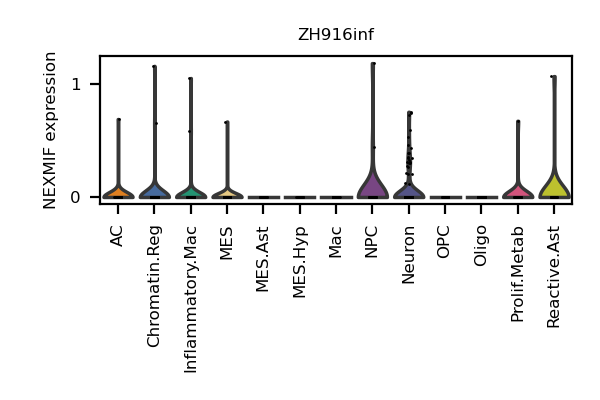 ZH916inf
NEXMIF expression
1
0
AC
Chromatin.Reg
Inflammatory.Mac
MES
MES.Ast
MES.Hyp
Mac
NPC
Neuron
OPC
Oligo
Prolif.Metab
Reactive.Ast